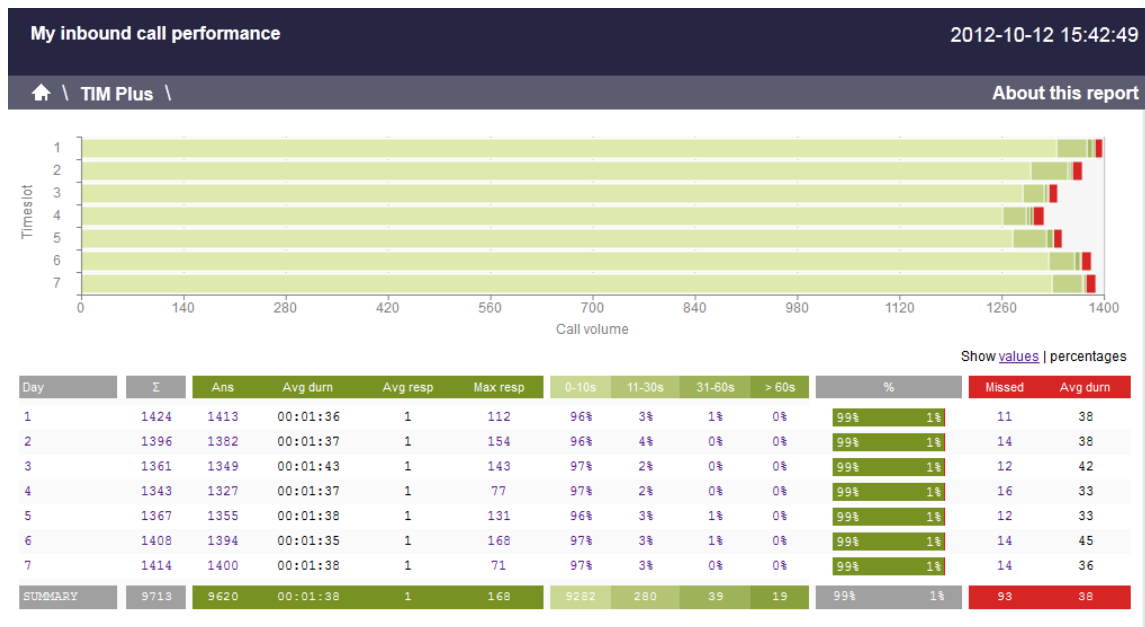 My inbound call performance 2012-10-12 15:42:49
\ TIM Plus \ About this report
Timeslot
1
2
3
4
5
6
7
0 140 280 420 560 700 840 980 1120 1260 1400
Call volume
Show values | percentages
Day Σ Ans Avg durn Avg resp Max resp 0-10s 11-30s 31-60s > 60s % Missed Avg durn
1 1424 1413 00:01:36 1 112 96% 3% 1% 0% 99% 1% 11 38
2 1396 1382 00:01:37 1 154 96% 4% 0% 0% 99% 1% 14 38
3 1361 1349 00:01:43 1 143 97% 2% 0% 0% 99% 1% 12 42
4 1343 1327 00:01:37 1 77 97% 2% 0% 0% 99% 1% 16 33
5 1367 1355 00:01:38 1 131 96% 3% 1% 0% 99% 1% 12 33
6 1408 1394 00:01:35 1 168 97% 3% 1% 0% 99% 1% 14 45
7 1414 1400 00:01:38 1 71 97% 3% 0% 0% 99% 1% 14 36
SUMMARY 9713 9620 00:01:38 1 168 9282 280 39 19 99% 1% 93 38